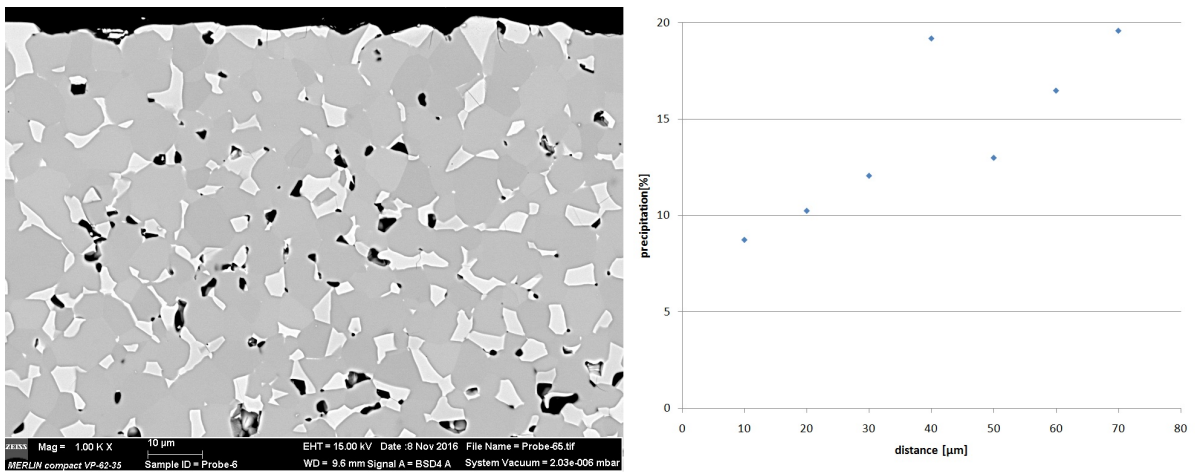 ZEISS
Mag = 1.00 K X
10 µm
EHT = 15.00 kV Date :8 Nov 2016 File Name = Probe-65.tif
MERLIN compact VP-62-35
Sample ID = Probe-6
WD = 9.6 mm Signal A = BSD4 A System Vacuum = 2.03e-006 mbar
precipitation[%]
20
15
10
5
0
0 10 20 30 40 50 60 70 80
distance [µm]